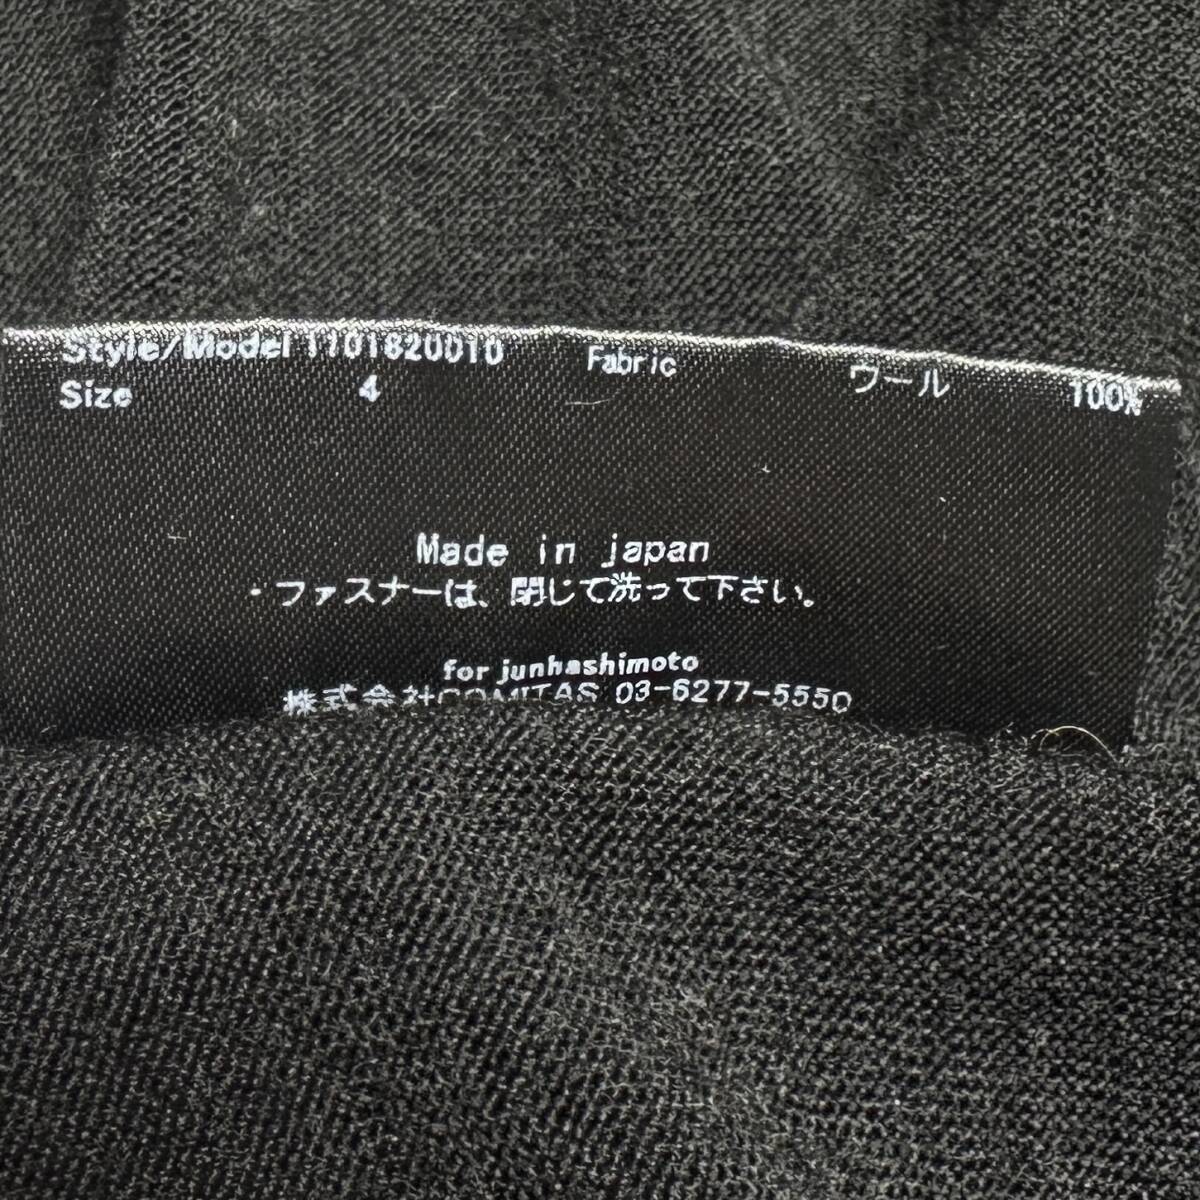 Style/Model 1101820010 Fabric ウール 100%
Size 4
Made in japan
・ファスナーは、閉じて洗って下さい。
for junhashimoto
株式会社COMITAS 03-6277-5550